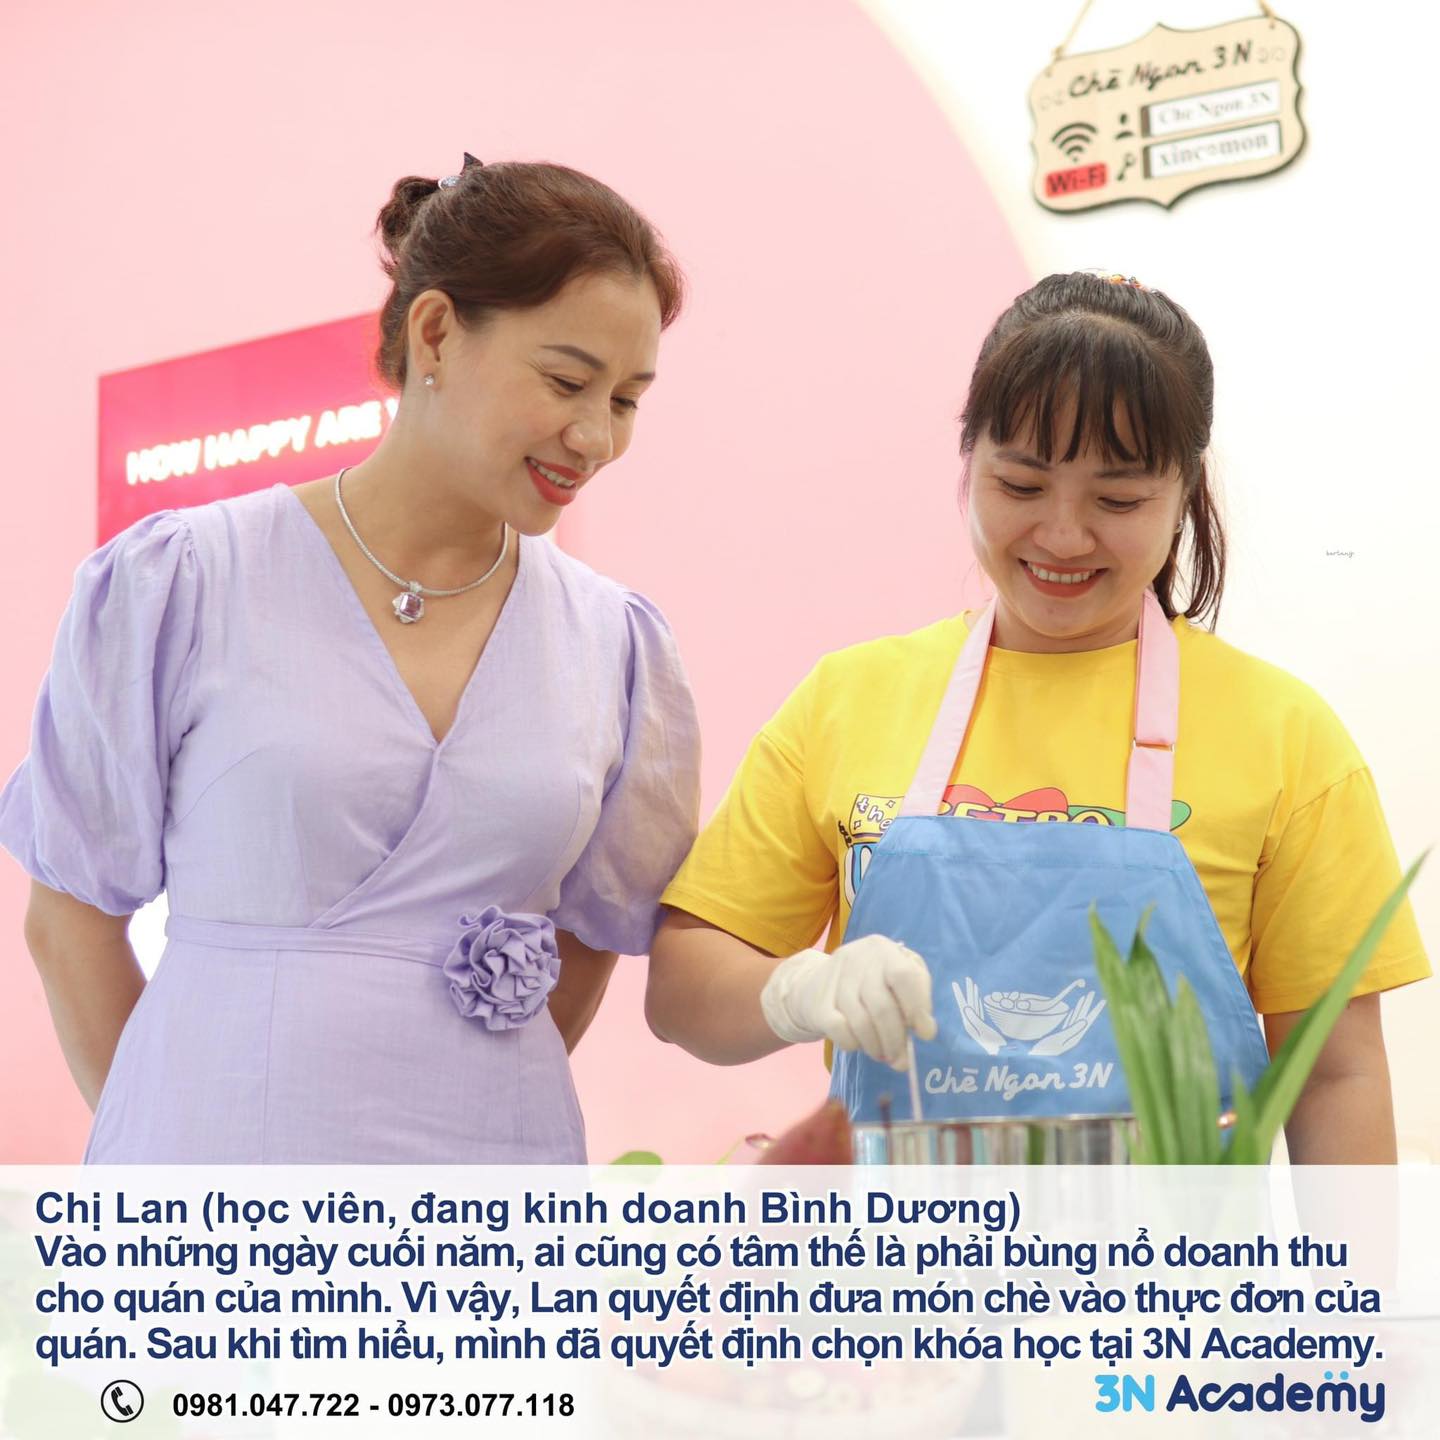 Chè Ngon 3N
Che Ngon 3N
xincamon
Wi-Fi
HOW HAPPY ARE Y
the
RETRO
Chè Ngon 3N
Chị Lan (học viên, đang kinh doanh Bình Dương)
Vào những ngày cuối năm, ai cũng có tâm thế là phải bùng nổ doanh thu
cho quán của mình. Vì vậy, Lan quyết định đưa món chè vào thực đơn của
quán. Sau khi tìm hiểu, mình đã quyết định chọn khóa học tại 3N Academy.
0981.047.722 - 0973.077.118
3N Academy